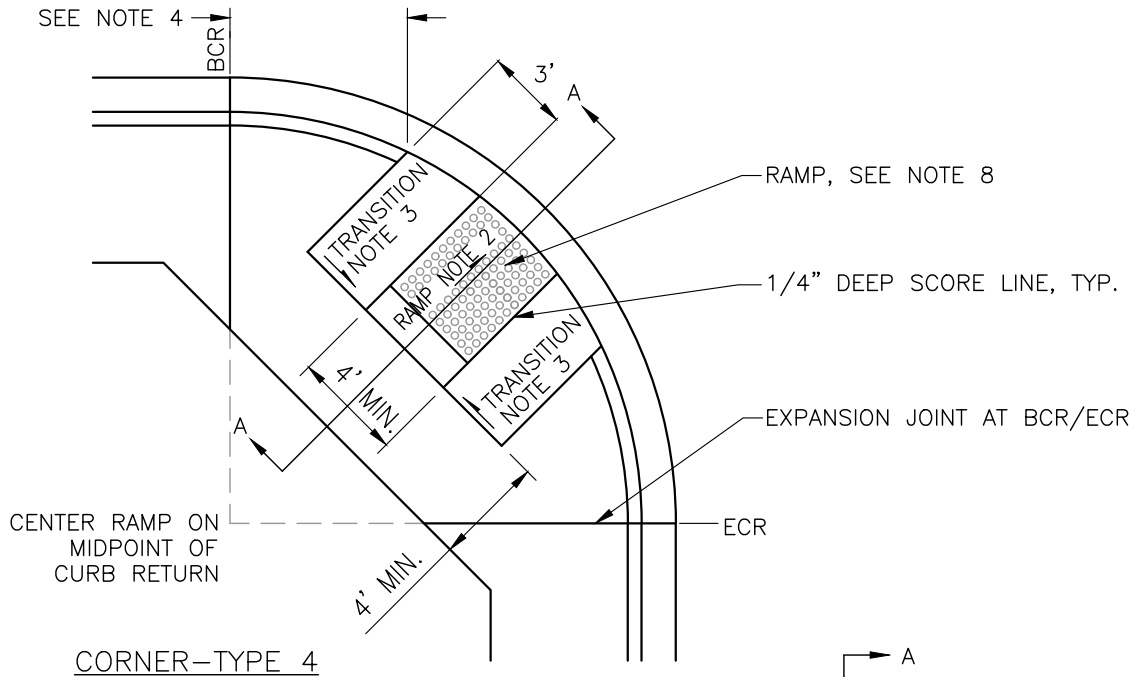 SEE NOTE 4
BCR
3'
A
RAMP, SEE NOTE 8
TRANSITION
NOTE 3
RAMP NOTE 2
1/4" DEEP SCORE LINE, TYP.
TRANSITION
NOTE 3
4' MIN.
A
EXPANSION JOINT AT BCR/ECR
CENTER RAMP ON
MIDPOINT OF
CURB RETURN
ECR
4' MIN.
CORNER-TYPE 4
A